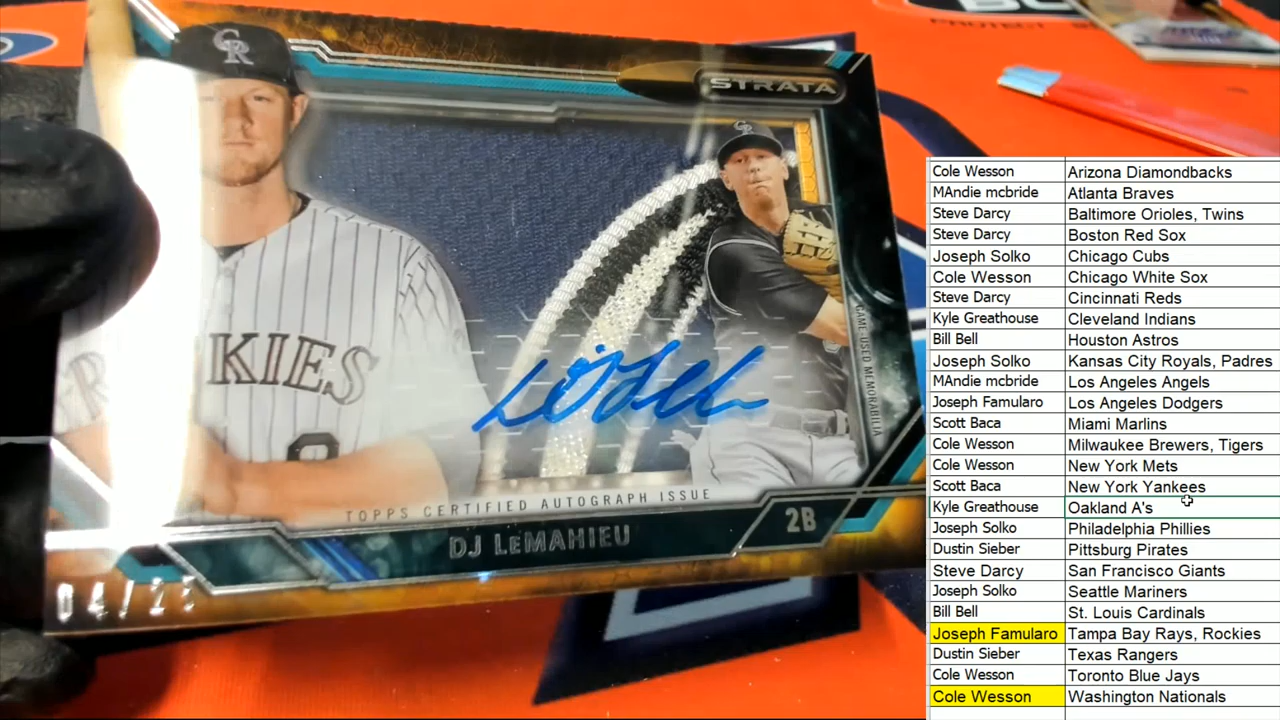 CR
STRATA
CR
KIES
GAME-USED MEMORABILIA
TOPPS CERTIFIED AUTOGRAPH ISSUE
DJ LEMAHIEU
2B
04/25
Cole Wesson Arizona Diamondbacks
MAndie mcbride Atlanta Braves
Steve Darcy Baltimore Orioles, Twins
Steve Darcy Boston Red Sox
Joseph Solko Chicago Cubs
Cole Wesson Chicago White Sox
Steve Darcy Cincinnati Reds
Kyle Greathouse Cleveland Indians
Bill Bell Houston Astros
Joseph Solko Kansas City Royals, Padres
MAndie mcbride Los Angeles Angels
Joseph Famularo Los Angeles Dodgers
Scott Baca Miami Marlins
Cole Wesson Milwaukee Brewers, Tigers
Cole Wesson New York Mets
Scott Baca New York Yankees
Kyle Greathouse Oakland A's
Joseph Solko Philadelphia Phillies
Dustin Sieber Pittsburg Pirates
Steve Darcy San Francisco Giants
Joseph Solko Seattle Mariners
Bill Bell St. Louis Cardinals
Joseph Famularo Tampa Bay Rays, Rockies
Dustin Sieber Texas Rangers
Cole Wesson Toronto Blue Jays
Cole Wesson Washington Nationals